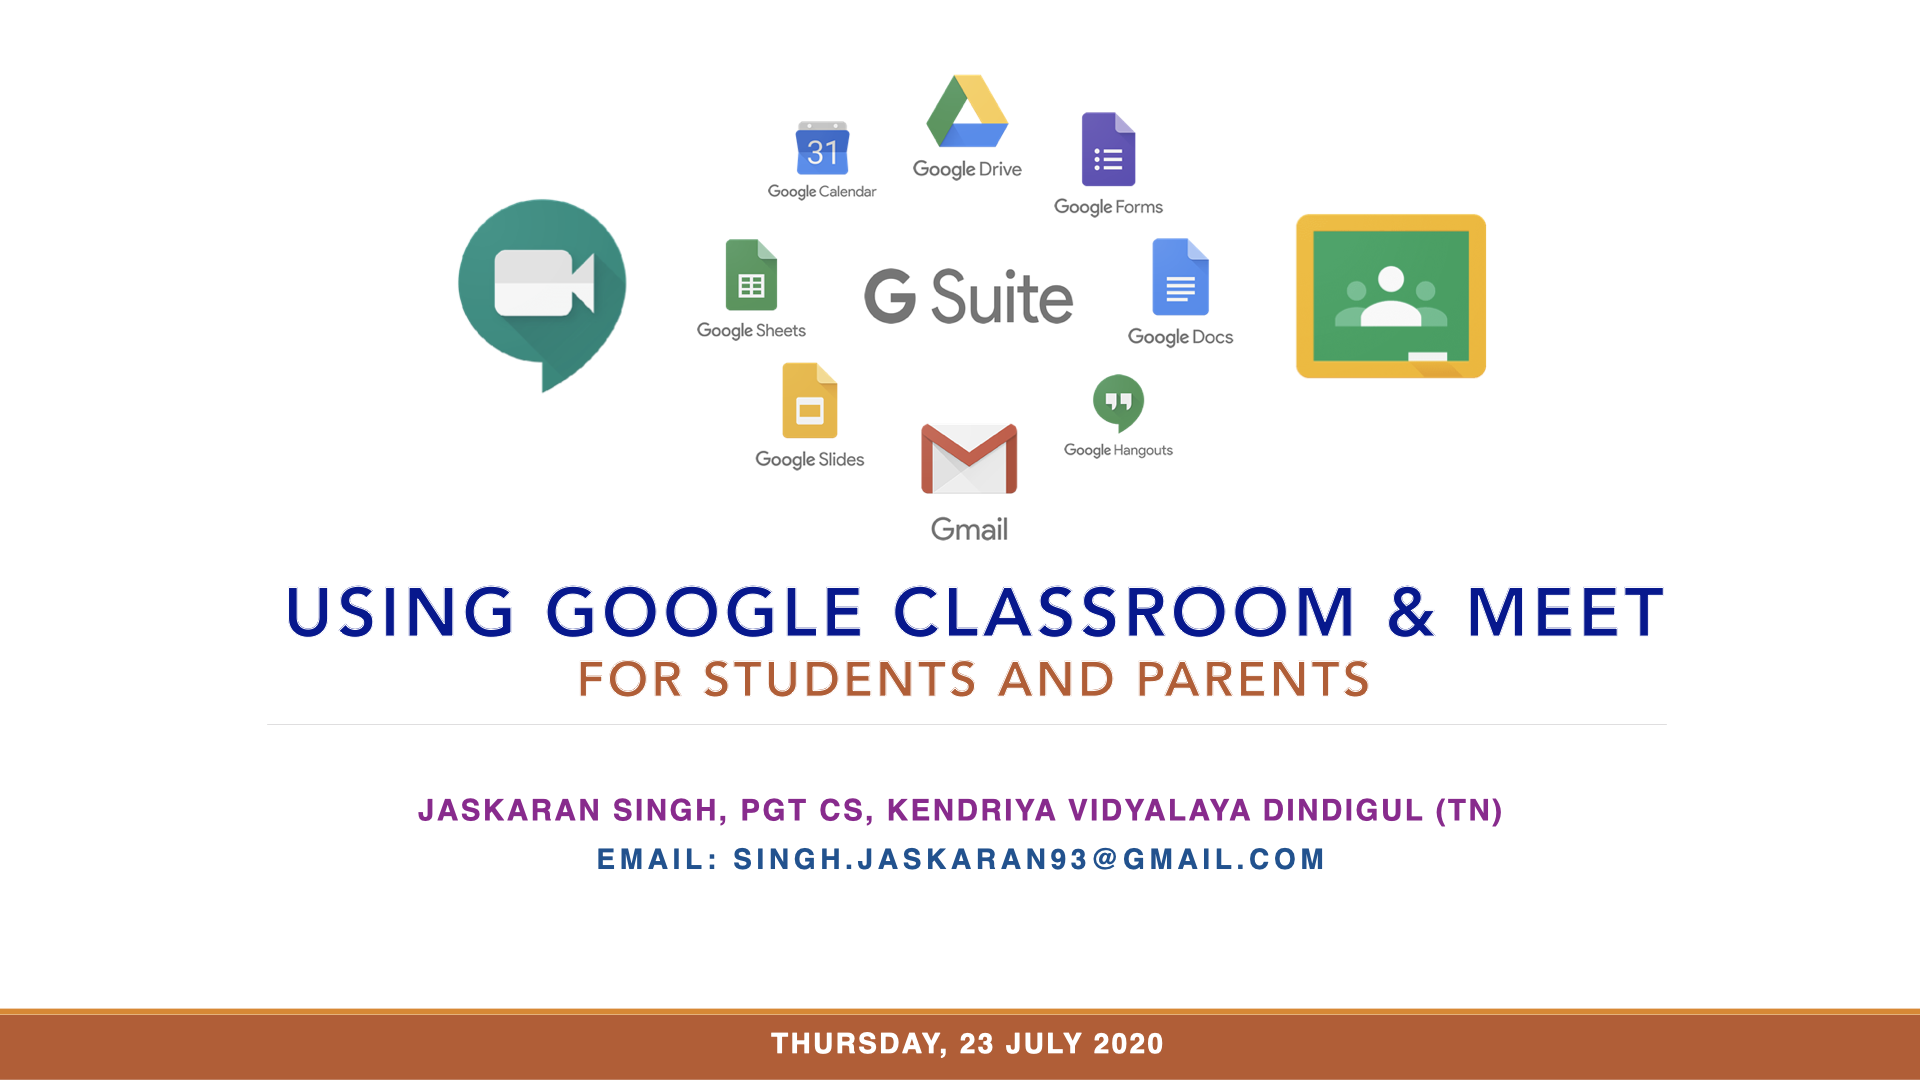 Google Drive
31
Google Calendar
Google Forms
Google Sheets
G Suite
Google Docs
Google Slides
Google Hangouts
Gmail
USING GOOGLE CLASSROOM & MEET
FOR STUDENTS AND PARENTS
JASKARAN SINGH, PGT CS, KENDRIYA VIDYALAYA DINDIGUL (TN)
EMAIL: SINGH.JASKARAN93@GMAIL.COM
THURSDAY, 23 JULY 2020